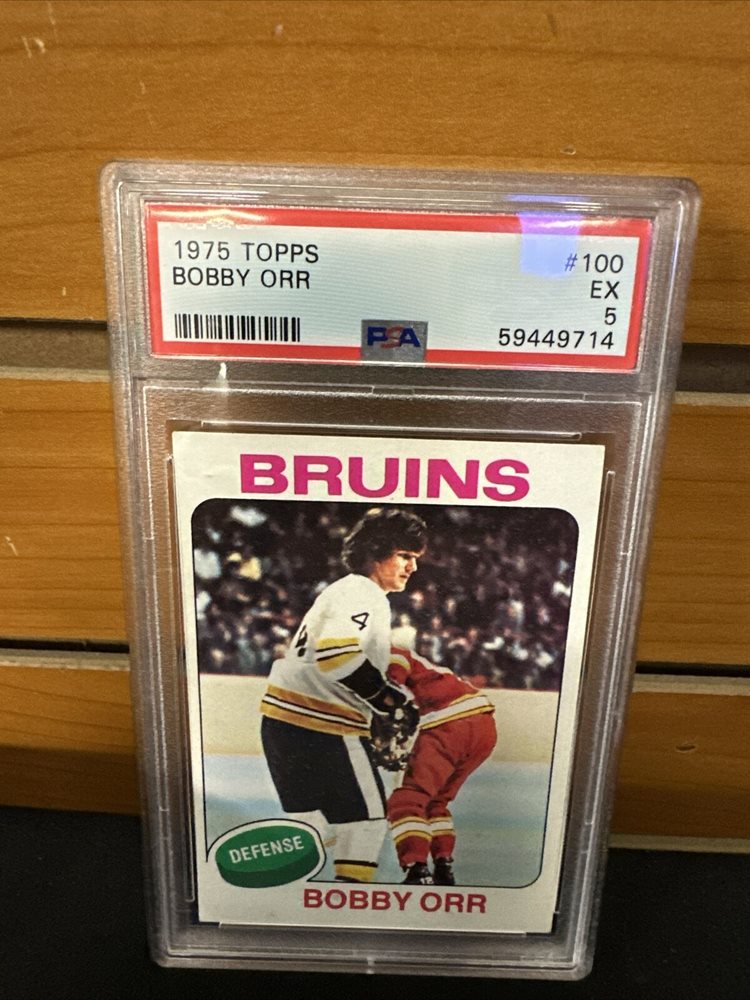 1975 TOPPS #100
BOBBY ORR EX
5
PSA 59449714
BRUINS
4
DEFENSE
BOBBY ORR